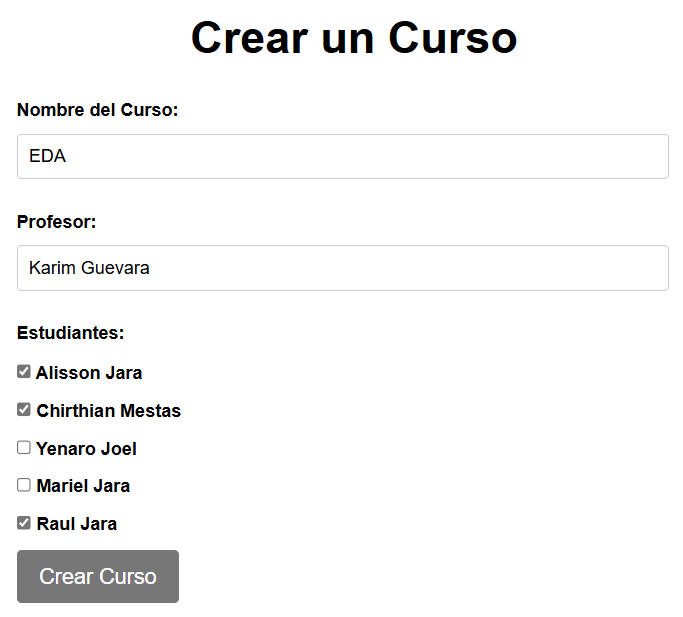 Crear un Curso
Nombre del Curso:
EDA
Profesor:
Karim Guevara
Estudiantes:
Alisson Jara
Chirthian Mestas
Yenaro Joel
Mariel Jara
Raul Jara
Crear Curso